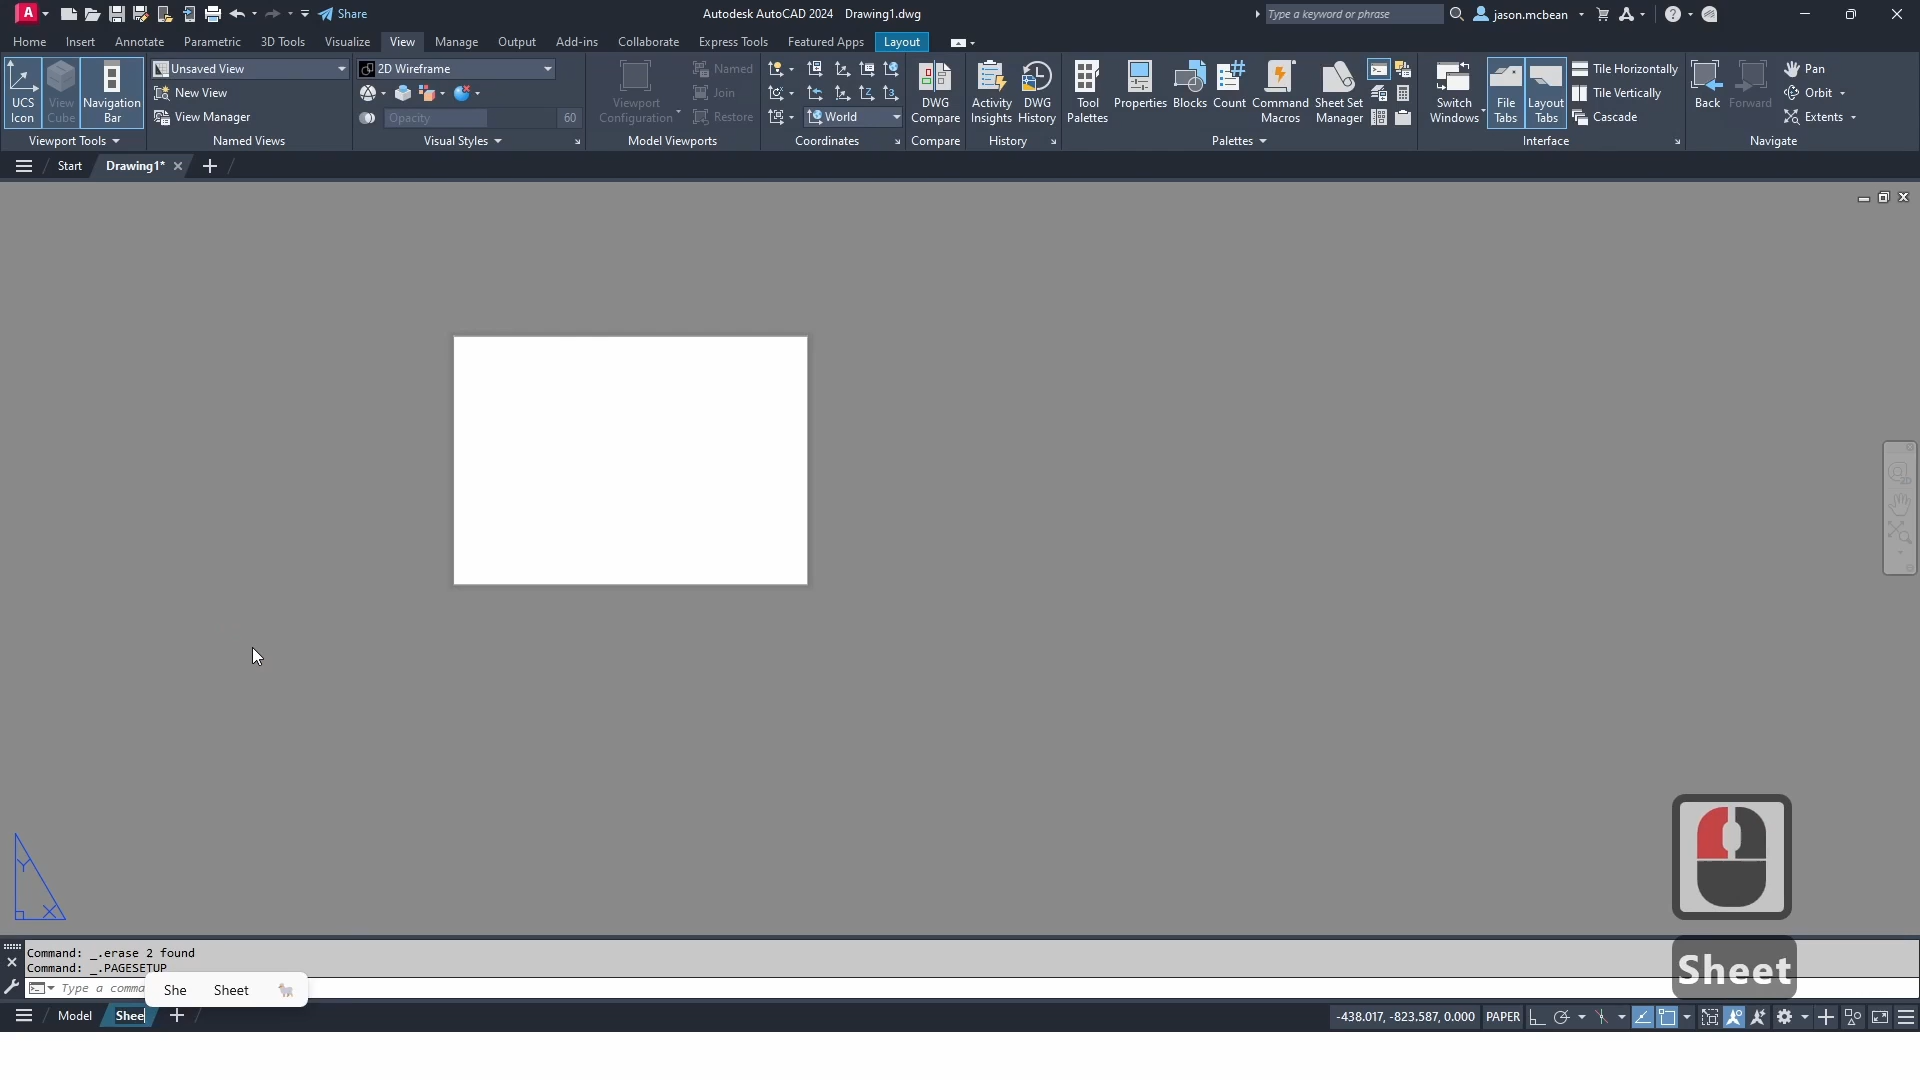 A Share Autodesk AutoCAD 2024 Drawing1.dwg Type a keyword or phrase jason.mcbean
Home Insert Annotate Parametric 3D Tools Visualize View Manage Output Add-ins Collaborate Express Tools Featured Apps Layout
Unsaved View 2D Wireframe Named Tile Horizontally Pan
New View Join Tile Vertically Orbit
UCS Icon View Cube Navigation Bar
View Manager Opacity 60 Viewport Configuration Restore World
DWG Compare Activity Insights DWG History Tool Palettes Properties Blocks Count Command Macros Sheet Set Manager Switch Windows File Tabs Layout Tabs Cascade Back Forward Extents
Viewport Tools Named Views Visual Styles Model Viewports Coordinates Compare History Palettes Interface Navigate
Start Drawing1*
Y
X
Command: _.erase 2 found
Command: _.PAGESETUP
Type a comma
She Sheet
Sheet
Model Shee -438.017, -823.587, 0.000 PAPER